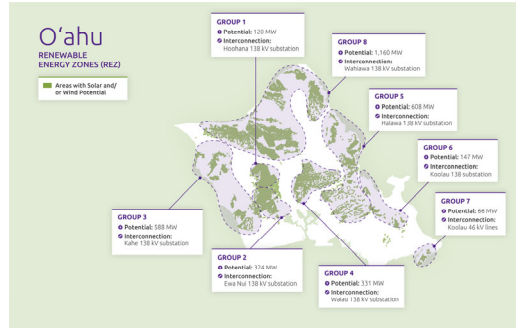 O‘ahu
RENEWABLE
ENERGY ZONES (REZ)
Areas with Solar and/
or Wind Potential
GROUP 1
Potential: 120 MW
Interconnection:
Hoohana 138 kV substation
GROUP 8
Potential: 1,160 MW
Interconnection:
Wahiawa 138 kV substation
GROUP 5
Potential: 608 MW
Interconnection:
Halawa 138 kV substation
GROUP 6
Potential: 147 MW
Interconnection:
Koolau 138 substation
GROUP 7
Potential: 66 MW
Interconnection:
Koolau 46 kV lines
GROUP 3
Potential: 588 MW
Interconnection:
Kahe 138 kV substation
GROUP 2
Potential: 324 MW
Interconnection:
Ewa Nui 138 kV substation
GROUP 4
Potential: 331 MW
Interconnection:
Waiau 138 kV substation